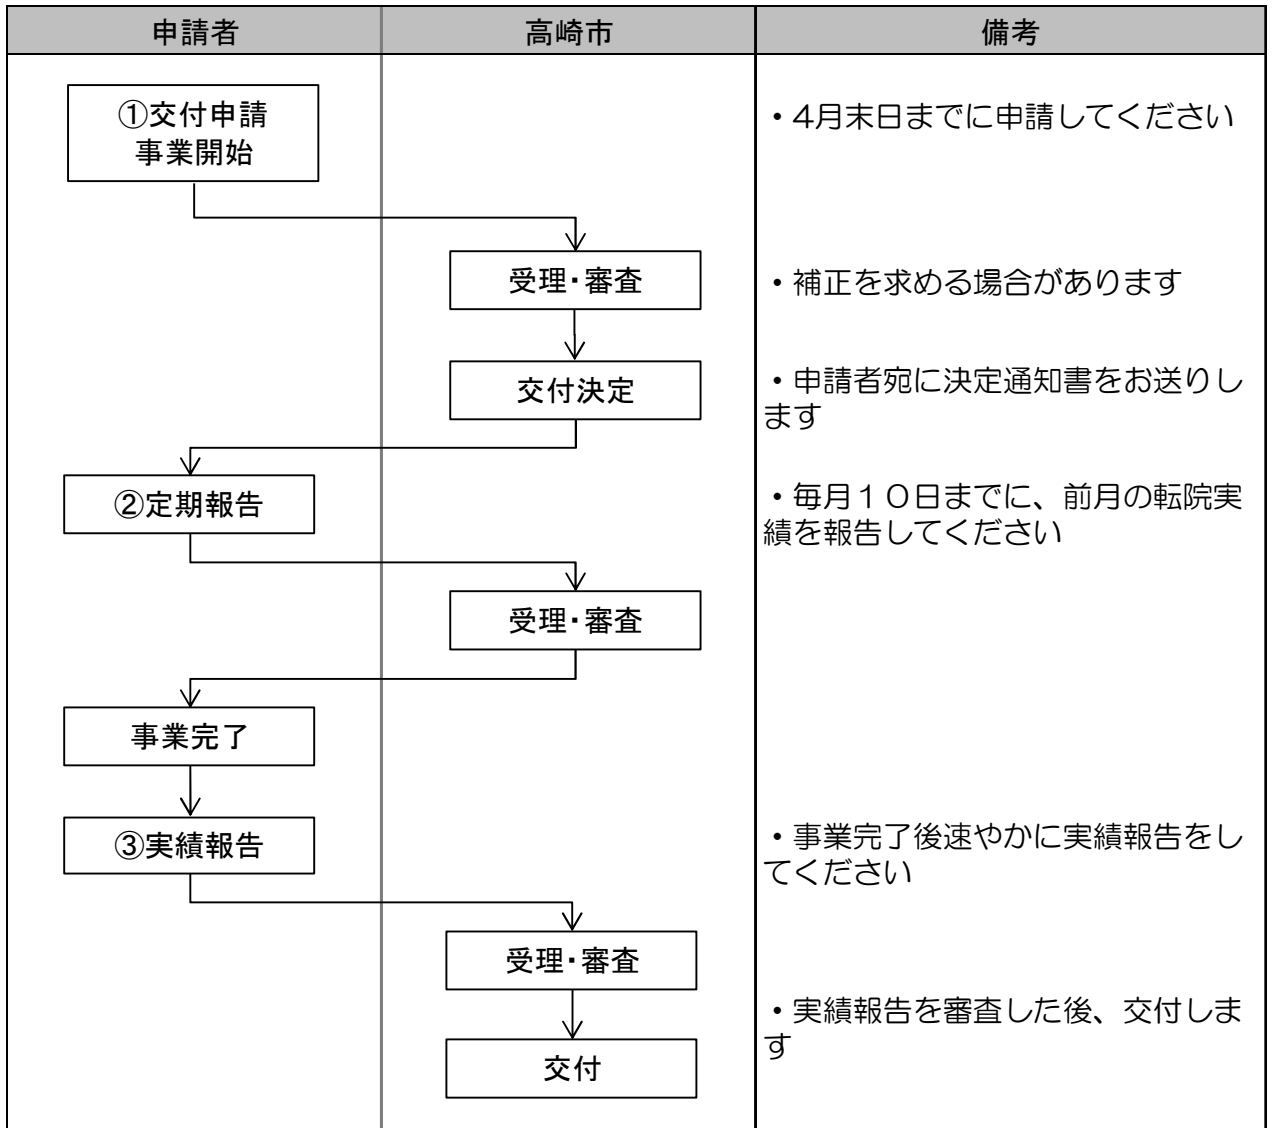 申請者
高崎市
備考
①交付申請
事業開始
・4月末日までに申請してください
受理・審査
・補正を求める場合があります
交付決定
・申請者宛に決定通知書をお送りし
ます
②定期報告
・毎月１０日までに、前月の転院実
績を報告してください
受理・審査
事業完了
③実績報告
・事業完了後速やかに実績報告をし
てください
受理・審査
・実績報告を審査した後、交付しま
す
交付